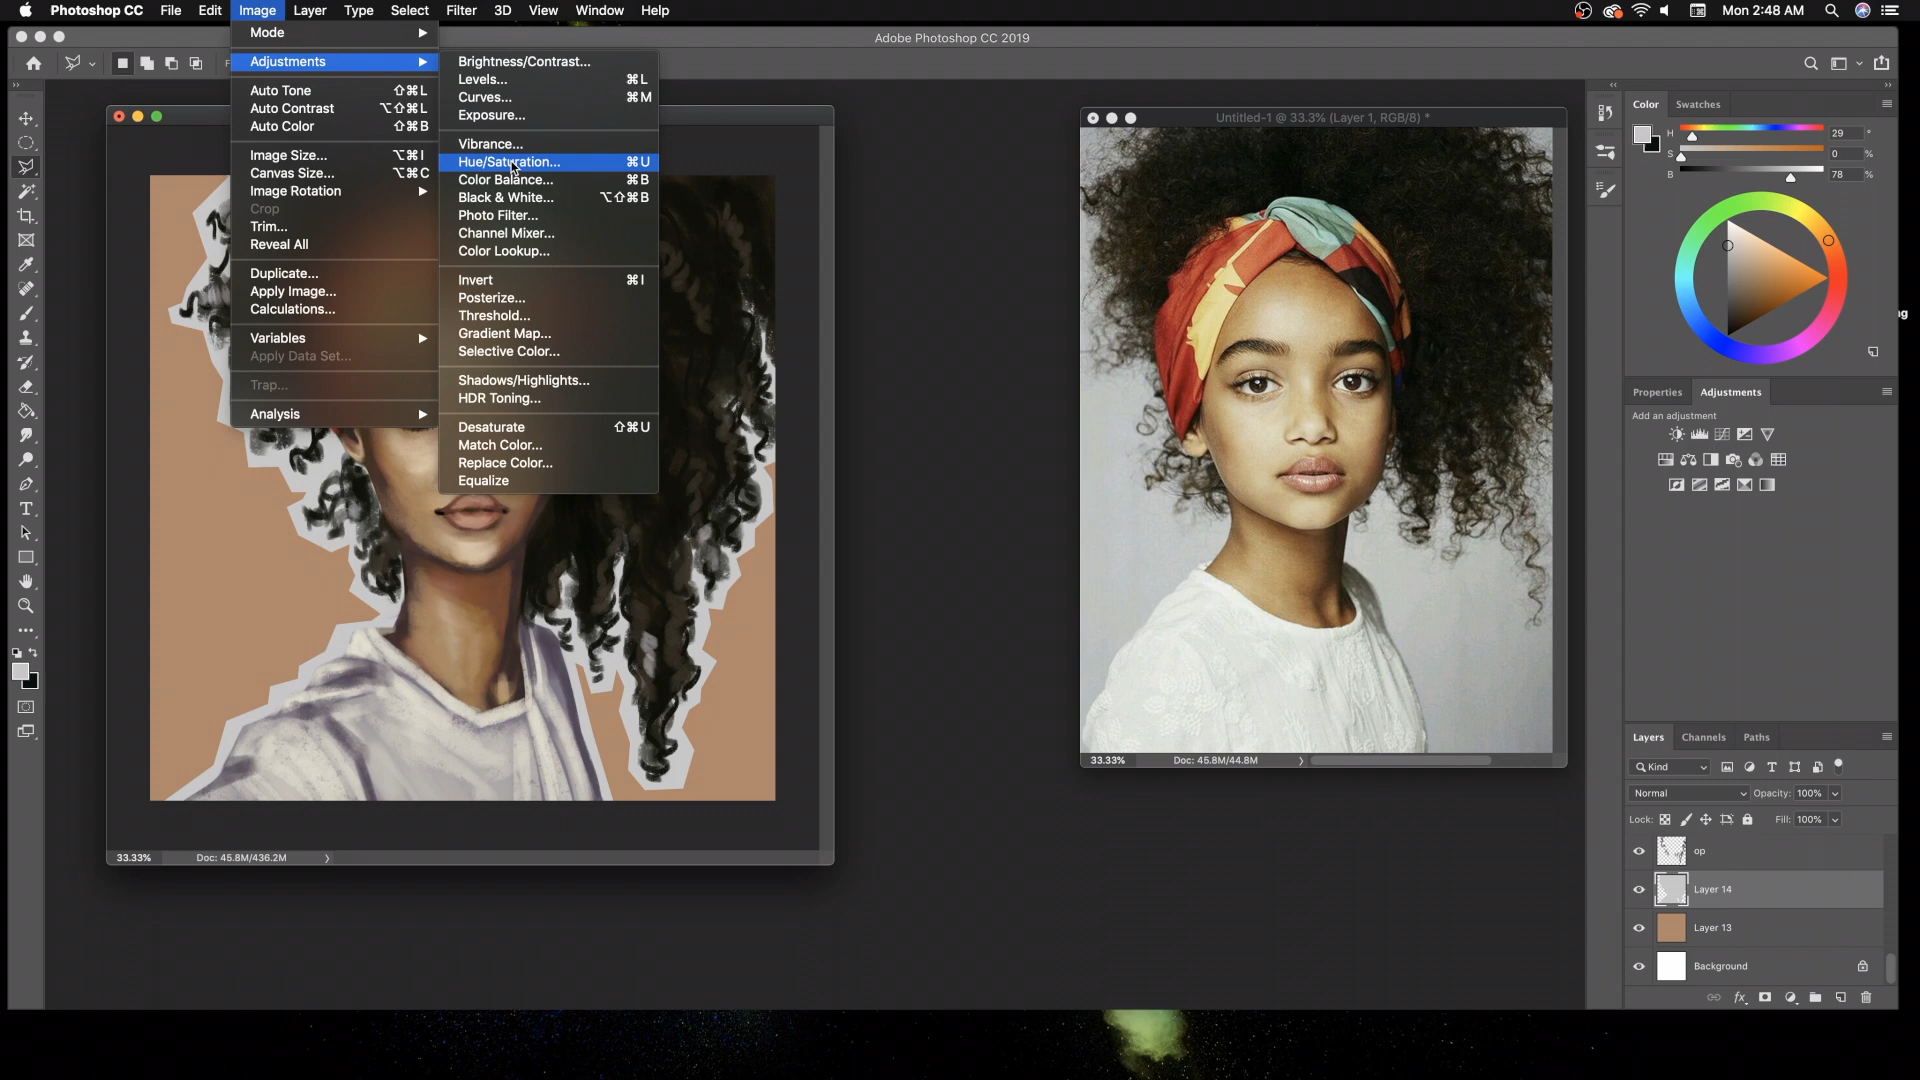 Photoshop CC File Edit Image Layer Type Select Filter 3D View Window Help Mon 2:48 AM
Adobe Photoshop CC 2019
Mode
Adjustments
Auto Tone ⇧⌘L
Auto Contrast ⌥⇧⌘L
Auto Color ⇧⌘B
Image Size... ⌥⌘I
Canvas Size... ⌥⌘C
Image Rotation
Crop
Trim...
Reveal All
Duplicate...
Apply Image...
Calculations...
Variables
Apply Data Set...
Trap...
Analysis
Brightness/Contrast...
Levels... ⌘L
Curves... ⌘M
Exposure...
Vibrance...
Hue/Saturation... ⌘U
Color Balance... ⌘B
Black & White... ⌥⇧⌘B
Photo Filter...
Channel Mixer...
Color Lookup...
Invert ⌘I
Posterize...
Threshold...
Gradient Map...
Selective Color...
Shadows/Highlights...
HDR Toning...
Desaturate ⇧⌘U
Match Color...
Replace Color...
Equalize
33.33% Doc: 45.8M/436.2M
Untitled-1 @ 33.3% (Layer 1, RGB/8) *
33.33% Doc: 45.8M/44.8M
Color Swatches
H 29 °
S 0 %
B 78 %
Properties Adjustments
Add an adjustment
Layers Channels Paths
Kind
Normal Opacity: 100%
Lock: Fill: 100%
op
Layer 14
Layer 13
Background